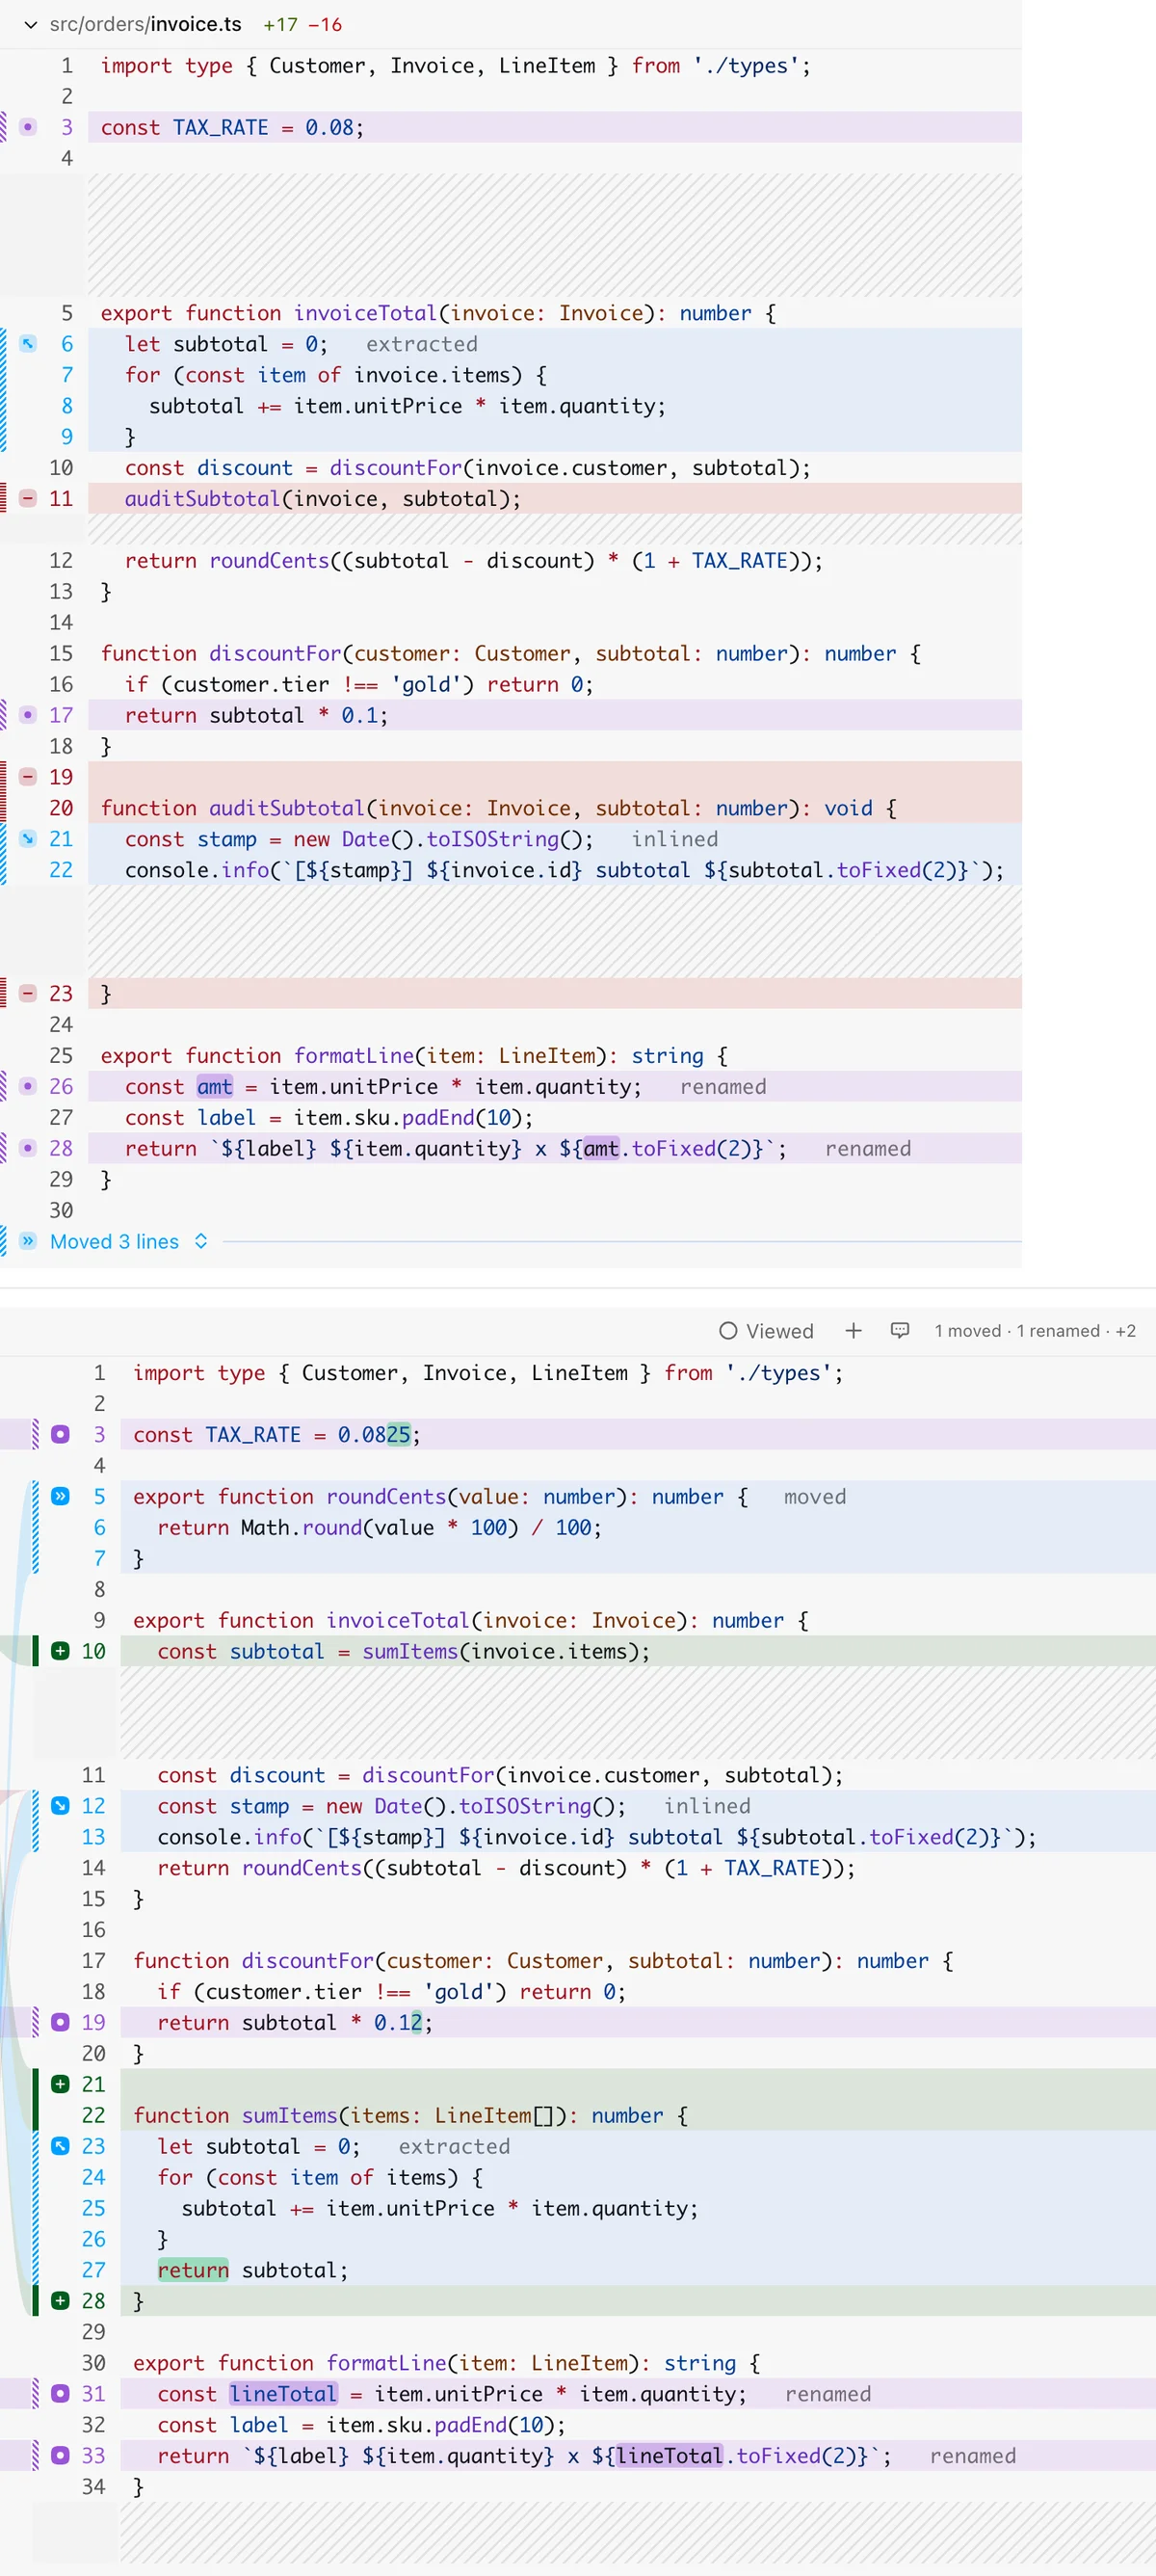 src/orders/invoice.ts +17 −16
1 import type { Customer, Invoice, LineItem } from './types';
2
3 const TAX_RATE = 0.08;
4
5 export function invoiceTotal(invoice: Invoice): number {
6 let subtotal = 0; extracted
7 for (const item of invoice.items) {
8 subtotal += item.unitPrice * item.quantity;
9 }
10 const discount = discountFor(invoice.customer, subtotal);
11 auditSubtotal(invoice, subtotal);
12 return roundCents((subtotal - discount) * (1 + TAX_RATE));
13 }
14
15 function discountFor(customer: Customer, subtotal: number): number {
16 if (customer.tier !== 'gold') return 0;
17 return subtotal * 0.1;
18 }
19
20 function auditSubtotal(invoice: Invoice, subtotal: number): void {
21 const stamp = new Date().toISOString(); inlined
22 console.info(`[${stamp}] ${invoice.id} subtotal ${subtotal.toFixed(2)}`);
23 }
24
25 export function formatLine(item: LineItem): string {
26 const amt = item.unitPrice * item.quantity; renamed
27 const label = item.sku.padEnd(10);
28 return `${label} ${item.quantity} x ${amt.toFixed(2)}`; renamed
29 }
30
Moved 3 lines
Viewed 1 moved · 1 renamed · +2
1 import type { Customer, Invoice, LineItem } from './types';
2
3 const TAX_RATE = 0.0825;
4
5 export function roundCents(value: number): number { moved
6 return Math.round(value * 100) / 100;
7 }
8
9 export function invoiceTotal(invoice: Invoice): number {
10 const subtotal = sumItems(invoice.items);
11 const discount = discountFor(invoice.customer, subtotal);
12 const stamp = new Date().toISOString(); inlined
13 console.info(`[${stamp}] ${invoice.id} subtotal ${subtotal.toFixed(2)}`);
14 return roundCents((subtotal - discount) * (1 + TAX_RATE));
15 }
16
17 function discountFor(customer: Customer, subtotal: number): number {
18 if (customer.tier !== 'gold') return 0;
19 return subtotal * 0.12;
20 }
21
22 function sumItems(items: LineItem[]): number {
23 let subtotal = 0; extracted
24 for (const item of items) {
25 subtotal += item.unitPrice * item.quantity;
26 }
27 return subtotal;
28 }
29
30 export function formatLine(item: LineItem): string {
31 const lineTotal = item.unitPrice * item.quantity; renamed
32 const label = item.sku.padEnd(10);
33 return `${label} ${item.quantity} x ${lineTotal.toFixed(2)}`; renamed
34 }